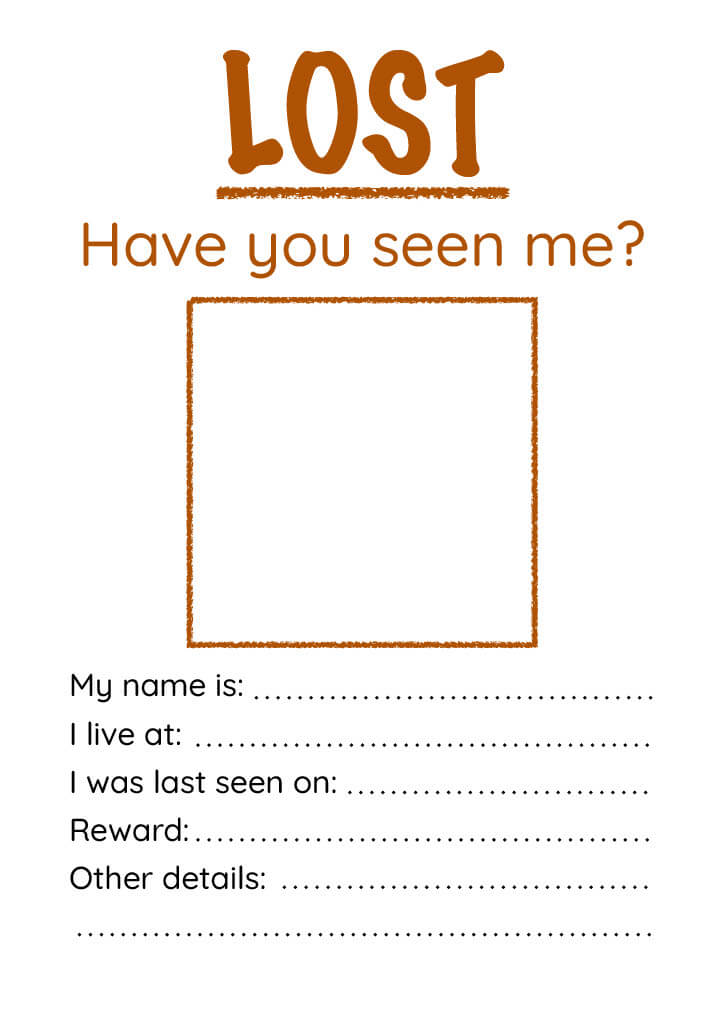 LOST
Have you seen me?
My name is: .....................................
I live at: ..........................................
I was last seen on: ............................
Reward: ..........................................
Other details: ..................................
.....................................................